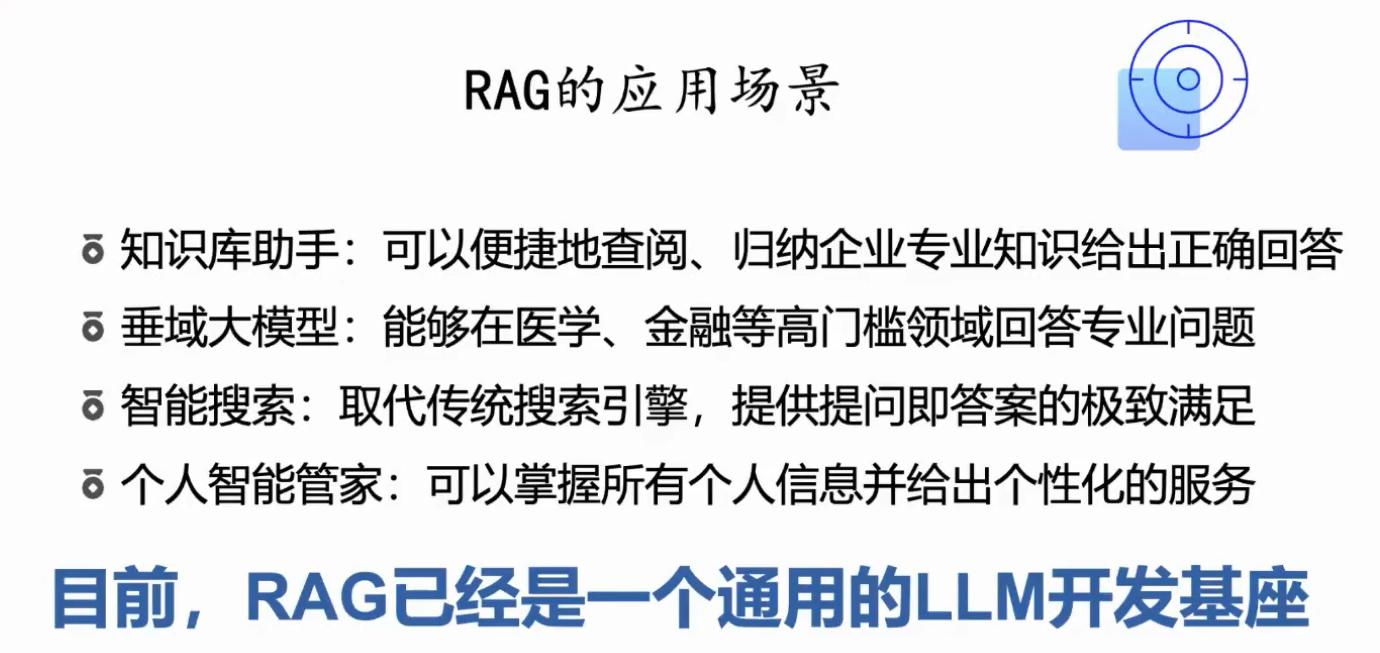 RAG的应用场景
知识库助手：可以便捷地查阅、归纳企业专业知识给出正确回答
垂域大模型：能够在医学、金融等高门槛领域回答专业问题
智能搜索：取代传统搜索引擎，提供提问即答案的极致满足
个人智能管家：可以掌握所有个人信息并给出个性化的服务
目前，RAG已经是一个通用的LLM开发基座